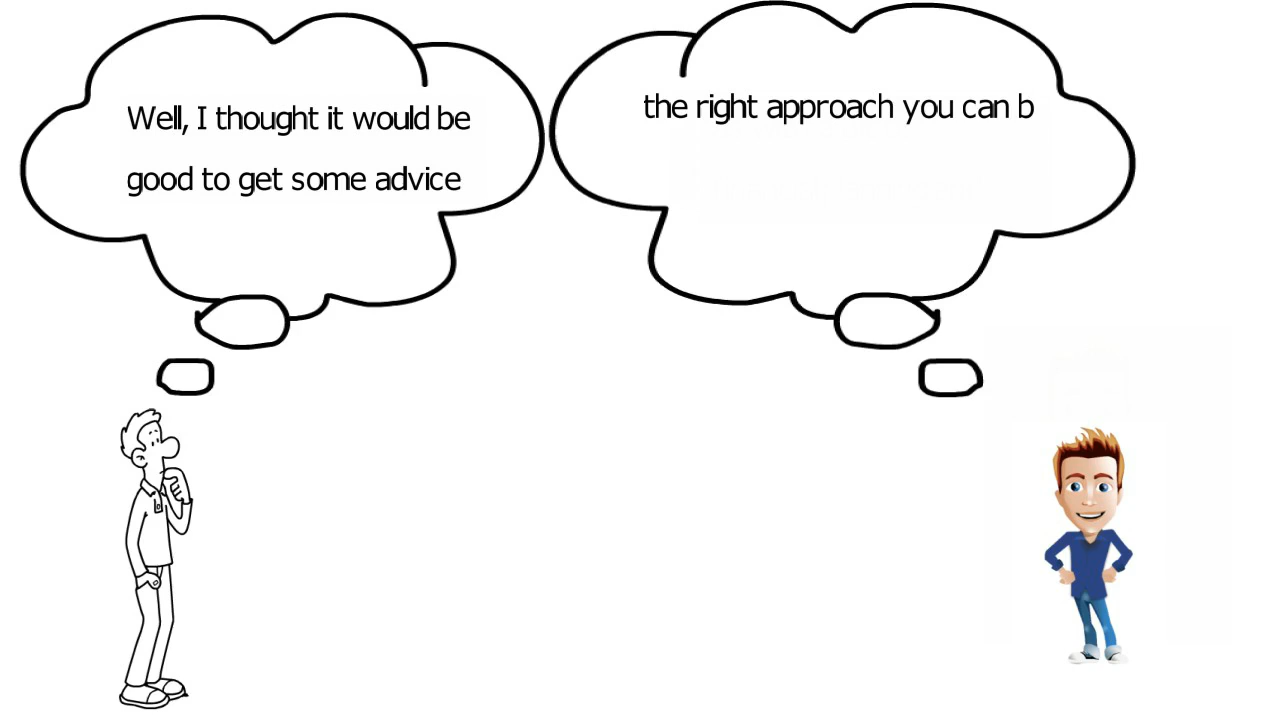 Well, I thought it would be
good to get some advice
the right approach you can b